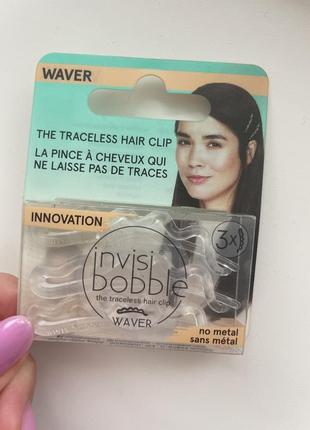 WAVER
THE TRACELESS HAIR CLIP
LA PINCE À CHEVEUX QUI
NE LAISSE PAS DE TRACES
INNOVATION
3x
invisi
bobble
the traceless hair clip
WAVER
no metal
sans métal